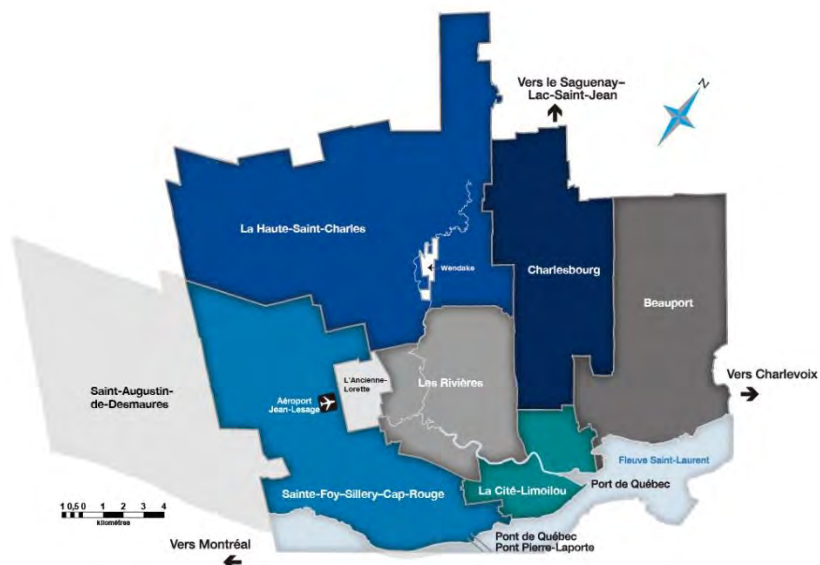 Vers le Saguenay–
Lac-Saint-Jean
N
La Haute-Saint-Charles
Wendake
Charlesbourg
Beauport
Saint-Augustin-
de-Desmaures
L'Ancienne-
Lorette
Les Rivières
Vers Charlevoix
Aéroport
Jean-Lesage
Fleuve Saint-Laurent
Sainte-Foy-Sillery-Cap-Rouge
La Cité-Limoilou
Port de Québec
1 0,5 0 1 2 3 4
kilomètres
Pont de Québec
Pont Pierre-Laporte
Vers Montréal